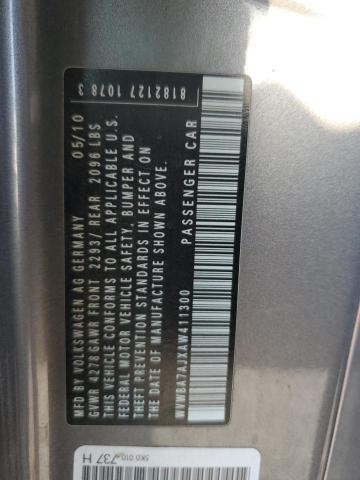 8182127 1078 3
MFD BY VOLKSWAGEN AG GERMANY 05/10
GVWR 4278 GAWR FRONT 2293/ REAR 2096 LBS
THIS VEHICLE CONFORMS TO ALL APPLICABLE U.S.
FEDERAL MOTOR VEHICLE SAFETY, BUMPER AND
THEFT PREVENTION STANDARDS IN EFFECT ON
THE DATE OF MANUFACTURE SHOWN ABOVE.
WVWBA7AJXAW411300 PASSENGER CAR
5K0 010 737 H